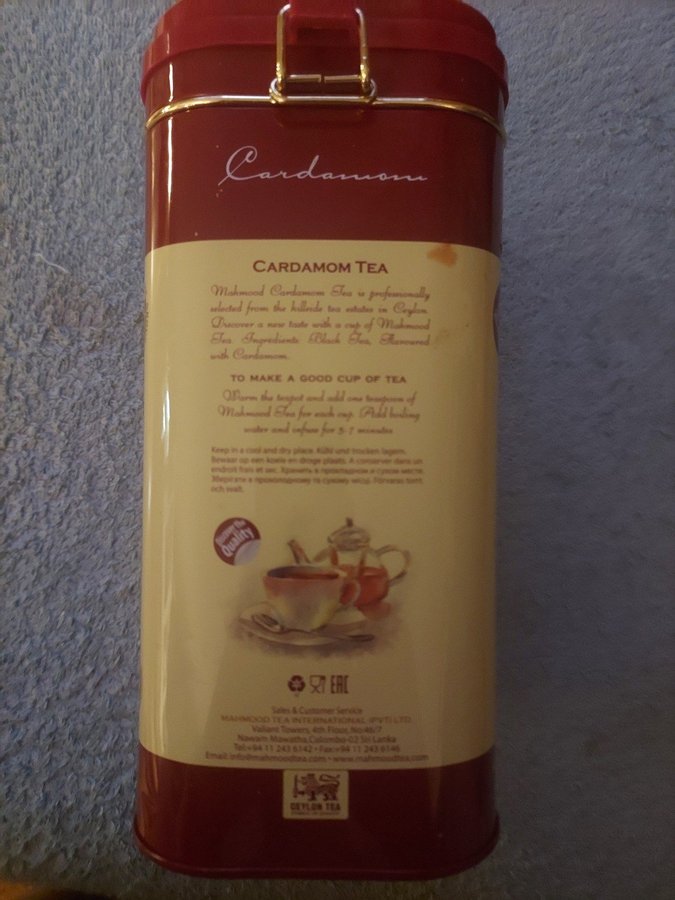 Cardamom
CARDAMOM TEA
Mahmood Cardamom Tea is professionally
selected from the hillside tea estates in Ceylon.
Discover a new taste with a cup of Mahmood
Tea. Ingredients: Black Tea, Flavoured
with Cardamom.
TO MAKE A GOOD CUP OF TEA
Warm the teapot and add one teaspoon of
Mahmood Tea for each cup. Add boiling
water and infuse for 5-7 minutes
Keep in a cool and dry place. Kühl und trocken lagern.
Bewaar op een koele en droge plaats. A conserver dans un
endroit frais et sec. Хранить в прохладном и сухом месте.
Зберігати в прохолодному та сухому місці. Förvaras torrt
och svalt.
Quality
EAC
Sales & Customer Service
MAHMOOD TEA INTERNATIONAL (PVT) LTD.
Valiant Towers, 4th Floor, No:46/7
Nawam Mawatha, Colombo-02 Sri Lanka
Tel:+94 11 243 6142 • Fax:+94 11 243 6146
Email:info@mahmoodtea.com • www.mahmoodtea.com
CEYLON TEA